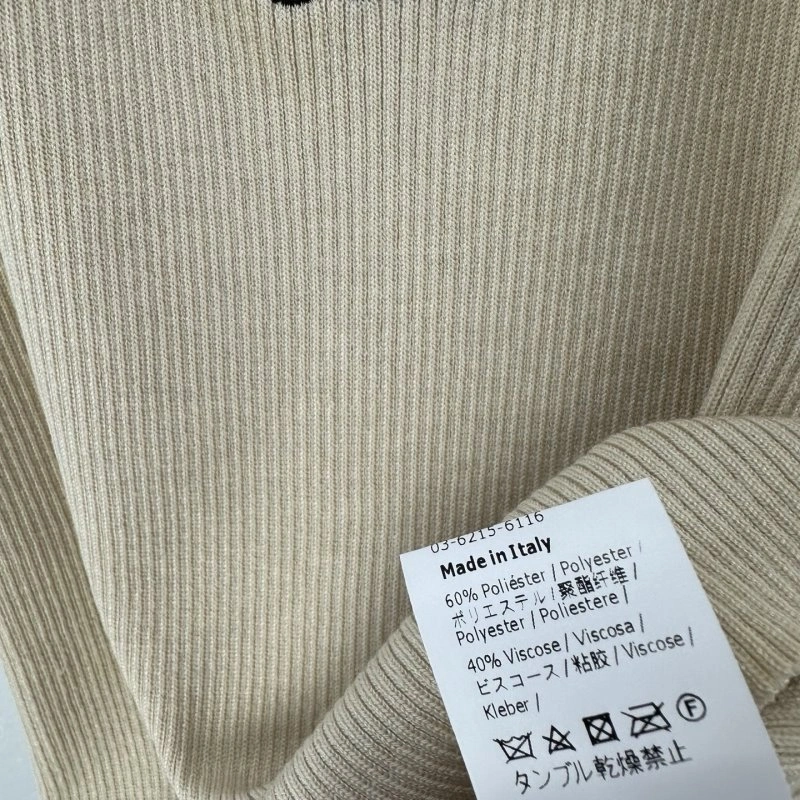 03-6215-6116
Made in Italy
60% Poliéster / Polyester /
ポリエステル / 聚酯纤维 /
Polyester / Poliestere /
40% Viscose / Viscosa /
ビスコース / 粘胶 / Viscose /
Kleber /
F
タンブル乾燥禁止